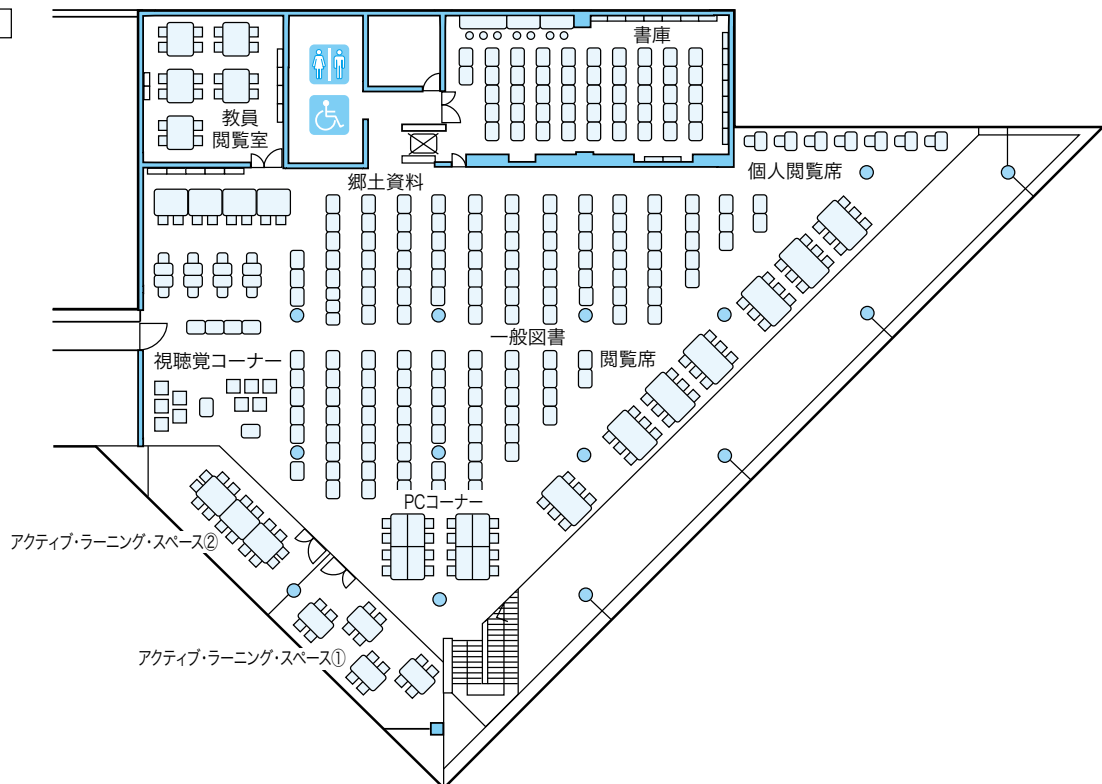 書庫
教員
閲覧室
個人閲覧席
郷土資料
一般図書
閲覧席
視聴覚コーナー
PCコーナー
アクティブ・ラーニング・スペース②
アクティブ・ラーニング・スペース①